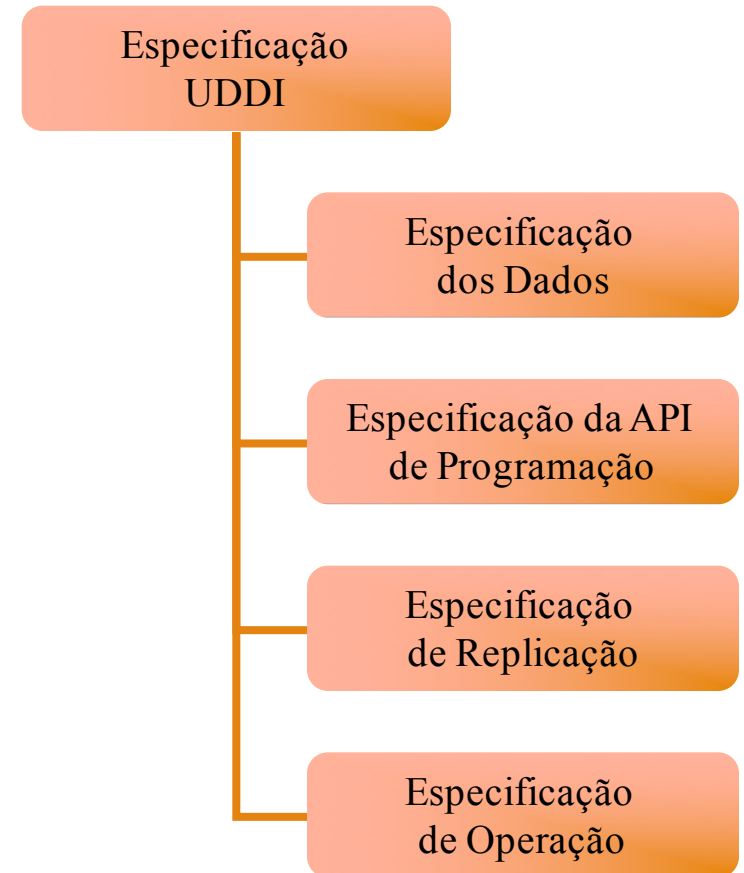 Especificação
UDDI
Especificação
dos Dados
Especificação da API
de Programação
Especificação
de Replicação
Especificação
de Operação